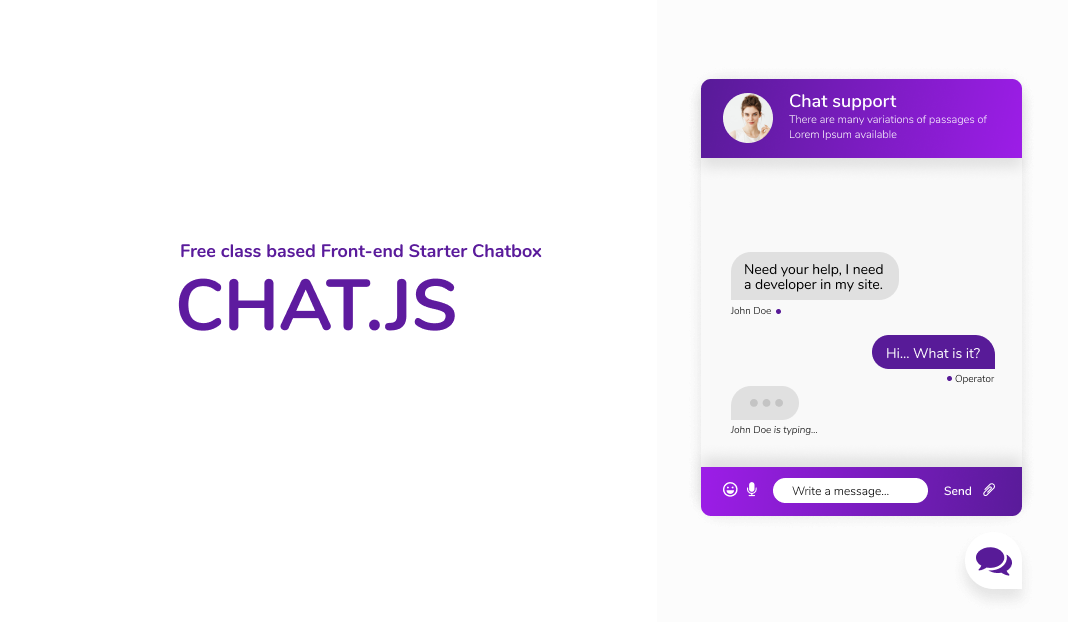 Free class based Front-end Starter Chatbox
CHAT.JS
Chat support
There are many variations of passages of
Lorem Ipsum available
Need your help, I need
a developer in my site.
John Doe
Hi... What is it?
Operator
John Doe is typing...
Write a message...
Send